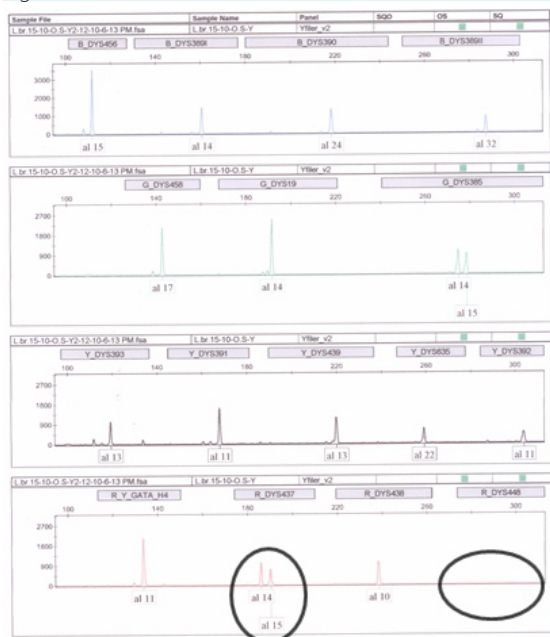 Sample File Sample Name Panel SQO OS SQ
L.br 15-10-O.S-Y2-12-10-6-13 PM.fsa L.br 15-10-O.S-Y Yfiler_v2
B_DYS456 B_DYS389I B_DYS390 B_DYS389II
100 140 180 220 260 300
3000
2000
1000
0
al 15 al 14 al 24 al 32
L.br 15-10-O.S-Y2-12-10-6-13 PM.fsa L.br 15-10-O.S-Y Yfiler_v2
G_DYS458 G_DYS19 G_DYS385
100 140 180 220 260 300
2700
1800
900
0
al 17 al 14 al 14
al 15
L.br 15-10-O.S-Y2-12-10-6-13 PM.fsa L.br 15-10-O.S-Y Yfiler_v2
Y_DYS393 Y_DYS391 Y_DYS439 Y_DYS635 Y_DYS392
100 140 180 220 260 300
2700
1800
900
0
al 13 al 11 al 13 al 22 al 11
L.br 15-10-O.S-Y2-12-10-6-13 PM.fsa L.br 15-10-O.S-Y Yfiler_v2
R_Y_GATA_H4 R_DYS437 R_DYS438 R_DYS448
100 140 180 220 260 300
2700
1800
900
0
al 11 al 14 al 10
al 15